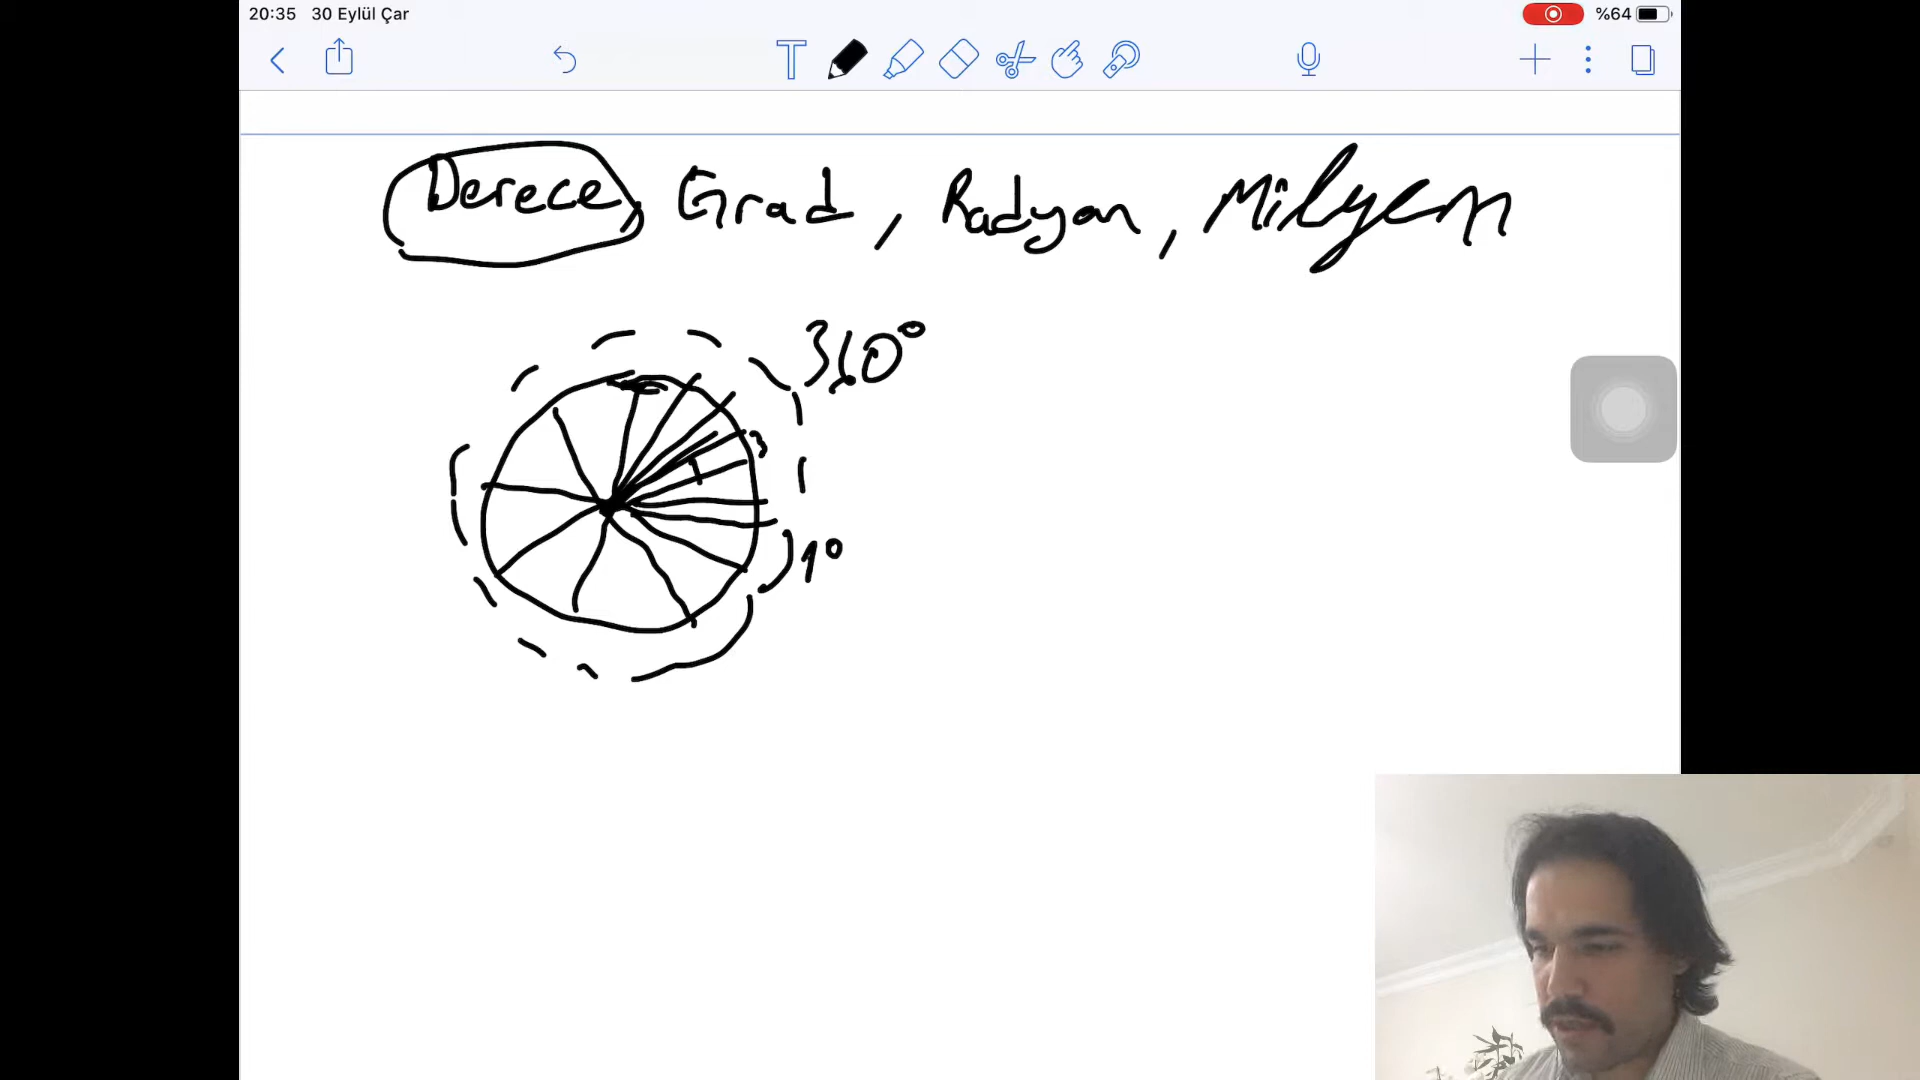 20:35 30 Eylül Çar %64
T
Derece, Grad, Radyan, Milyem
360°
1°